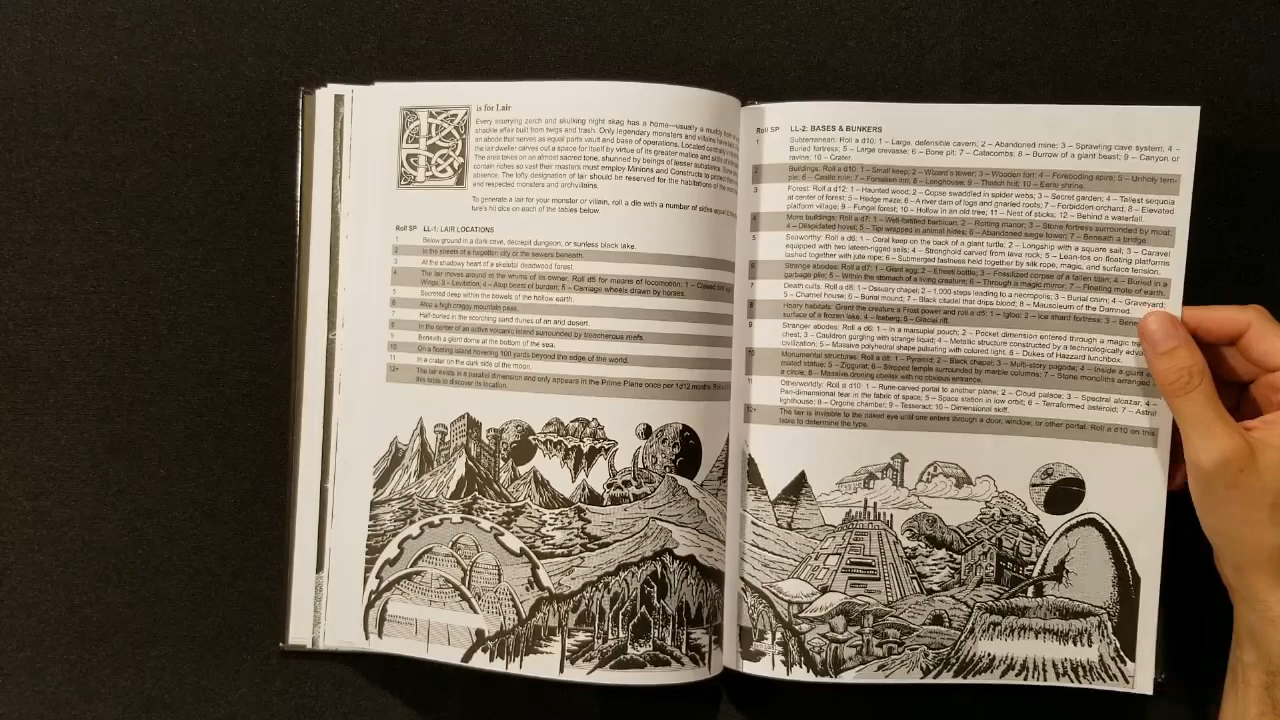 L
is for Lair
Every scurrying zorch and skulking night skag has a home—usually a muddy
shackle affair built from twigs and trash. Only legendary monsters and villains have
an abode that serves as equal parts vault and base of operations. Located centrally
the lair dweller carves out a space for itself by virtue of its greater malice and
The area takes on an almost sacred tone, shunned by beings of lesser substance.
contain riches so vast their masters must employ Minions and Constructs to protect
absence. The lofty designation of lair should be reserved for the habitations of the
and respected monsters and archvillains.
To generate a lair for your monster or villain, roll a die with a number of sides equal to the
ture's hit dice on each of the tables below.
Roll SP LL-1: LAIR LOCATIONS
1 Below ground in a dark cave, decrepit dungeon, or sunless black lake.
2 In the streets of a forgotten city or the sewers beneath.
3 At the shadowy heart of a skeletal deadwood forest.
4 The lair moves around at the whims of its owner. Roll d5 for means of locomotion: 1 –
Wings; 3 – Levitation; 4 – Atop beast of burden; 5 – Carriage wheels drawn by horses.
5 Secreted deep within the bowels of the hollow earth.
6 Atop a high craggy mountain peak.
7 Half-buried in the scorching sand dunes of an arid desert.
8 In the center of an active volcanic island surrounded by treacherous reefs.
9 Beneath a giant dome at the bottom of the sea.
10 On a floating island hovering 100 yards beyond the edge of the world.
11 In a crater on the dark side of the moon.
12+ The lair exists in a parallel dimension and only appears in the Prime Plane once per 1d12 months. Roll
this table to discover its location.
Roll SP LL-2: BASES & BUNKERS
1 Subterranean: Roll a d10: 1 – Large, defensible cavern; 2 – Abandoned mine; 3 – Sprawling cave system; 4 –
Buried fortress; 5 – Large crevasse; 6 – Bone pit; 7 – Catacombs; 8 – Burrow of a giant beast; 9 – Canyon or
ravine; 10 – Crater.
2 Buildings: Roll a d10: 1 – Small keep; 2 – Wizard's tower; 3 – Wooden fort; 4 – Foreboding spire; 5 – Unholy tem-
ple; 6 – Castle ruin; 7 – Forsaken inn; 8 – Longhouse; 9 – Thatch hut; 10 – Eerie shrine.
3 Forest: Roll a d12: 1 – Haunted wood; 2 – Copse swaddled in spider webs; 3 – Secret garden; 4 – Tallest sequoia
at center of forest; 5 – Hedge maze; 6 – A river dam of logs and gnarled roots; 7 – Forbidden orchard; 8 – Elevated
platform village; 9 – Fungal forest; 10 – Hollow in an old tree; 11 – Nest of sticks; 12 – Behind a waterfall.
4 More buildings: Roll a d7: 1 – Well-fortified barbican; 2 – Rotting manor; 3 – Stone fortress surrounded by moat;
4 – Dilapidated hovel; 5 – Tipi wrapped in animal hides; 6 – Abandoned siege tower; 7 – Beneath a bridge.
5 Seaworthy: Roll a d6: 1 – Coral keep on the back of a giant turtle; 2 – Longship with a square sail; 3 – Caravel
equipped with two lateen-rigged sails; 4 – Stronghold carved from lava rock; 5 – Lean-tos on floating platforms
lashed together with jute rope; 6 – Submerged fastness held together by silk rope, magic, and surface tension.
6 Strange abodes: Roll a d7: 1 – Giant egg; 2 – Efreeti bottle; 3 – Fossilized corpse of a fallen titan; 4 – Buried in a
garbage pile; 5 – Within the stomach of a living creature; 6 – Through a magic mirror; 7 – Floating mote of earth.
7 Death cults: Roll a d8: 1 – Ossuary chapel; 2 – 1,000 steps leading to a necropolis; 3 – Burial cairn; 4 – Graveyard;
5 – Charnel house; 6 – Burial mound; 7 – Black citadel that drips blood; 8 – Mausoleum of the Damned.
8 Hoary habitats: Grant the creature a Frost power and roll a d5: 1 – Igloo; 2 – Ice shard fortress; 3 –
surface of a frozen lake; 4 – Iceberg; 5 – Glacial rift.
9 Stranger abodes: Roll a d6: 1 – In a marsupial pouch; 2 – Pocket dimension entered through a magic
chest; 3 – Cauldron gurgling with strange liquid; 4 – Metallic structure constructed by a technologically
civilization; 5 – Massive polyhedral shape pulsating with colored light; 6 – Dukes of Hazzard lunchbox.
10 Monumental structures: Roll a d8: 1 – Pyramid; 2 – Black chapel; 3 – Multi-story pagoda; 4 – Inside a giant
mated statue; 5 – Ziggurat; 6 – Stepped temple surrounded by marble columns; 7 – Stone monoliths arranged in
a circle; 8 – Massive droning obelisk with no obvious entrance.
11 Otherworldly: Roll a d10: 1 – Rune-carved portal to another plane; 2 – Cloud palace; 3 – Spectral alcazar; 4 –
Pan-dimensional tear in the fabric of space; 5 – Space station in low orbit; 6 – Terraformed asteroid; 7 – Astral
lighthouse; 8 – Orgone chamber; 9 – Tesseract; 10 – Dimensional skiff.
12+ The lair is invisible to the naked eye until one enters through a door, window, or other portal. Roll a d10 on this
table to determine the type.